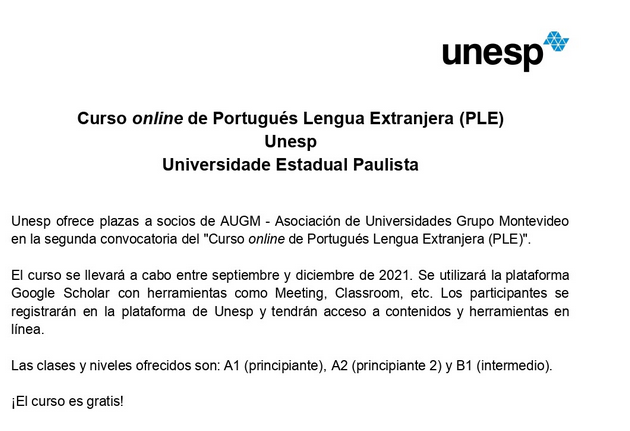 unesp
Curso online de Portugués Lengua Extranjera (PLE)
Unesp
Universidade Estadual Paulista
Unesp ofrece plazas a socios de AUGM - Asociación de Universidades Grupo Montevideo
en la segunda convocatoria del "Curso online de Portugués Lengua Extranjera (PLE)".
El curso se llevará a cabo entre septiembre y diciembre de 2021. Se utilizará la plataforma
Google Scholar con herramientas como Meeting, Classroom, etc. Los participantes se
registrarán en la plataforma de Unesp y tendrán acceso a contenidos y herramientas en
línea.
Las clases y niveles ofrecidos son: A1 (principiante), A2 (principiante 2) y B1 (intermedio).
¡El curso es gratis!